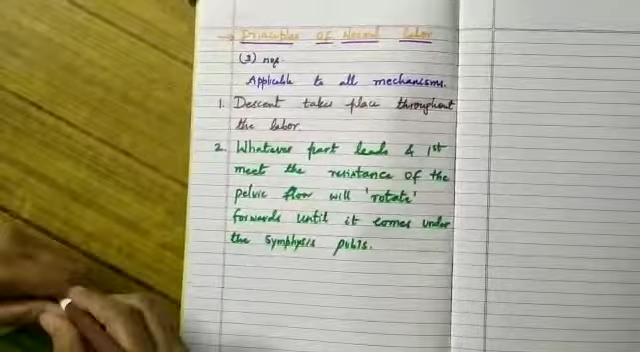 → Principles of Normal labor
(3) nos.
Applicable to all mechanisms.
1. Descent takes place throughout
the labor.
2. Whatever part leads & 1st
meet the resistance of the
pelvic floor will 'rotate'
forwards until it comes under
the symphysis pubis.